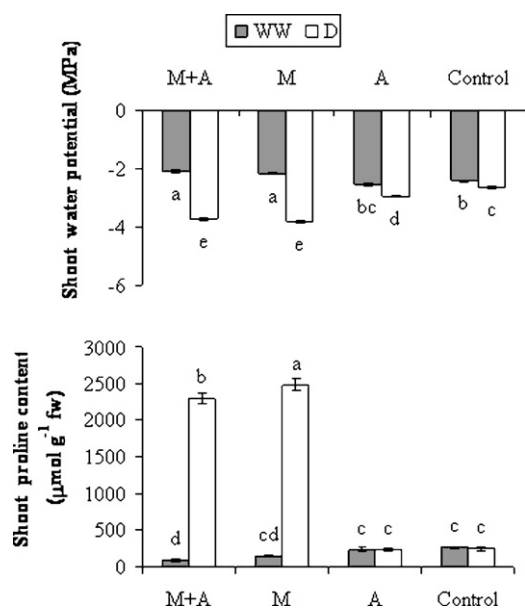 WW D
M+A M A Control
Shoot water potential (MPa)
0
-2
-4
-6
a e a e bc d b c
Shoot proline content
(µmol g⁻¹ fw)
3000
2500
2000
1500
1000
500
0
d b cd a c c c c
M+A M A Control